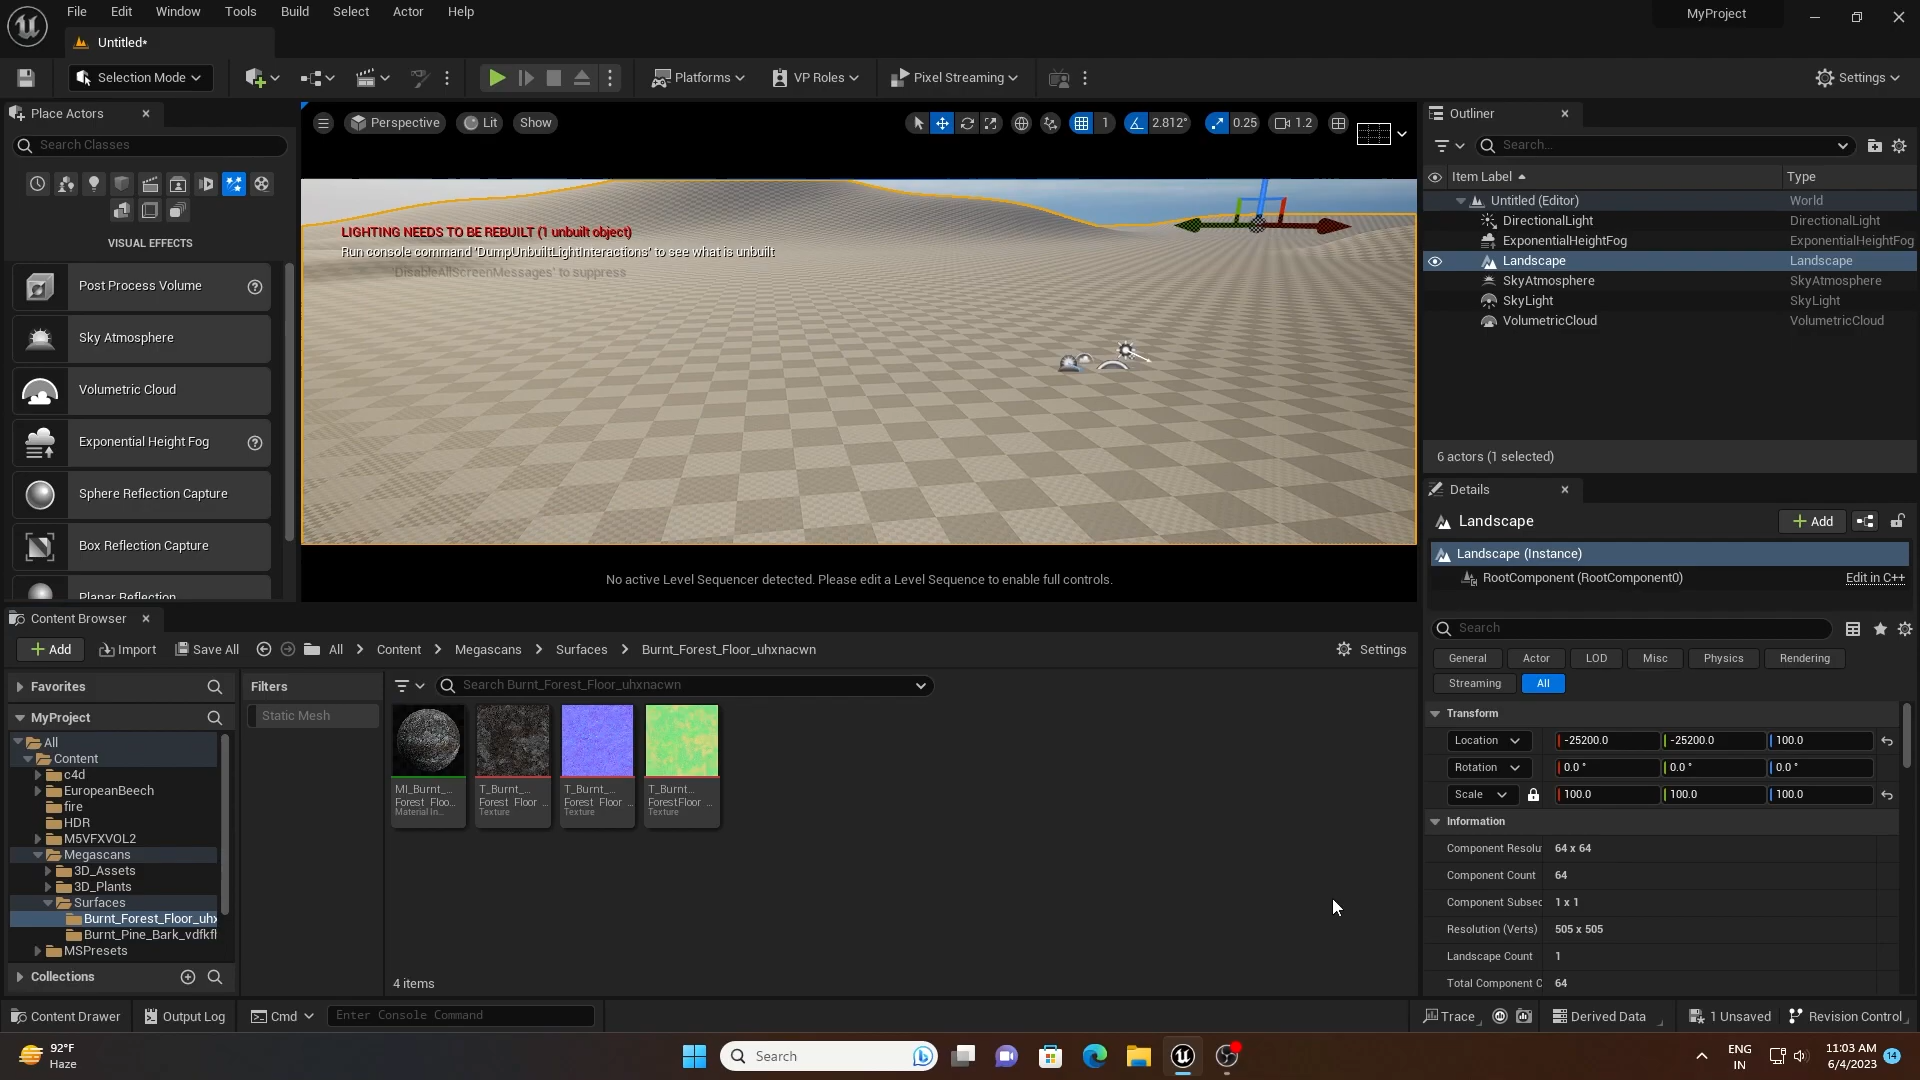 File Edit Window Tools Build Select Actor Help
MyProject
Untitled*
Selection Mode
Platforms
VP Roles
Pixel Streaming
Settings
Place Actors
Search Classes
VISUAL EFFECTS
Post Process Volume
Sky Atmosphere
Volumetric Cloud
Exponential Height Fog
Sphere Reflection Capture
Box Reflection Capture
Planar Reflection
Perspective Lit Show
1 2.812° 0.25 1.2
LIGHTING NEEDS TO BE REBUILT (1 unbuilt object)
Run console command 'DumpUnbuiltLightInteractions' to see what is unbuilt
'DisableAllScreenMessages' to suppress
No active Level Sequencer detected. Please edit a Level Sequence to enable full controls.
Outliner
Search...
Item Label Type
Untitled (Editor) World
DirectionalLight DirectionalLight
ExponentialHeightFog ExponentialHeightFog
Landscape Landscape
SkyAtmosphere SkyAtmosphere
SkyLight SkyLight
VolumetricCloud VolumetricCloud
6 actors (1 selected)
Details
Landscape
Add
Landscape (Instance)
RootComponent (RootComponent0) Edit in C++
Search
General Actor LOD Misc Physics Rendering
Streaming All
Transform
Location -25200.0 -25200.0 100.0
Rotation 0.0 ° 0.0 ° 0.0 °
Scale 100.0 100.0 100.0
Information
Component Resolu 64 x 64
Component Count 64
Component Subsec 1 x 1
Resolution (Verts) 505 x 505
Landscape Count 1
Total Component C 64
Content Browser
Add Import Save All All Content Megascans Surfaces Burnt_Forest_Floor_uhxnacwn Settings
Favorites
MyProject
All
Content
c4d
EuropeanBeech
fire
HDR
M5VFXVOL2
Megascans
3D_Assets
3D_Plants
Surfaces
Burnt_Forest_Floor_uhx
Burnt_Pine_Bark_vdfkfl
MSPresets
Collections
Filters
Static Mesh
Search Burnt_Forest_Floor_uhxnacwn
MI_Burnt_... T_Burnt_... T_Burnt_... T_Burnt...
Forest_Floo... Forest_Floor_... Forest_Floor_... ForestFloor_...
Material In... Texture Texture Texture
4 items
Content Drawer Output Log Cmd Enter Console Command
Trace Derived Data 1 Unsaved Revision Control
92°F
Haze
Search
ENG
IN
11:03 AM
6/4/2023
14